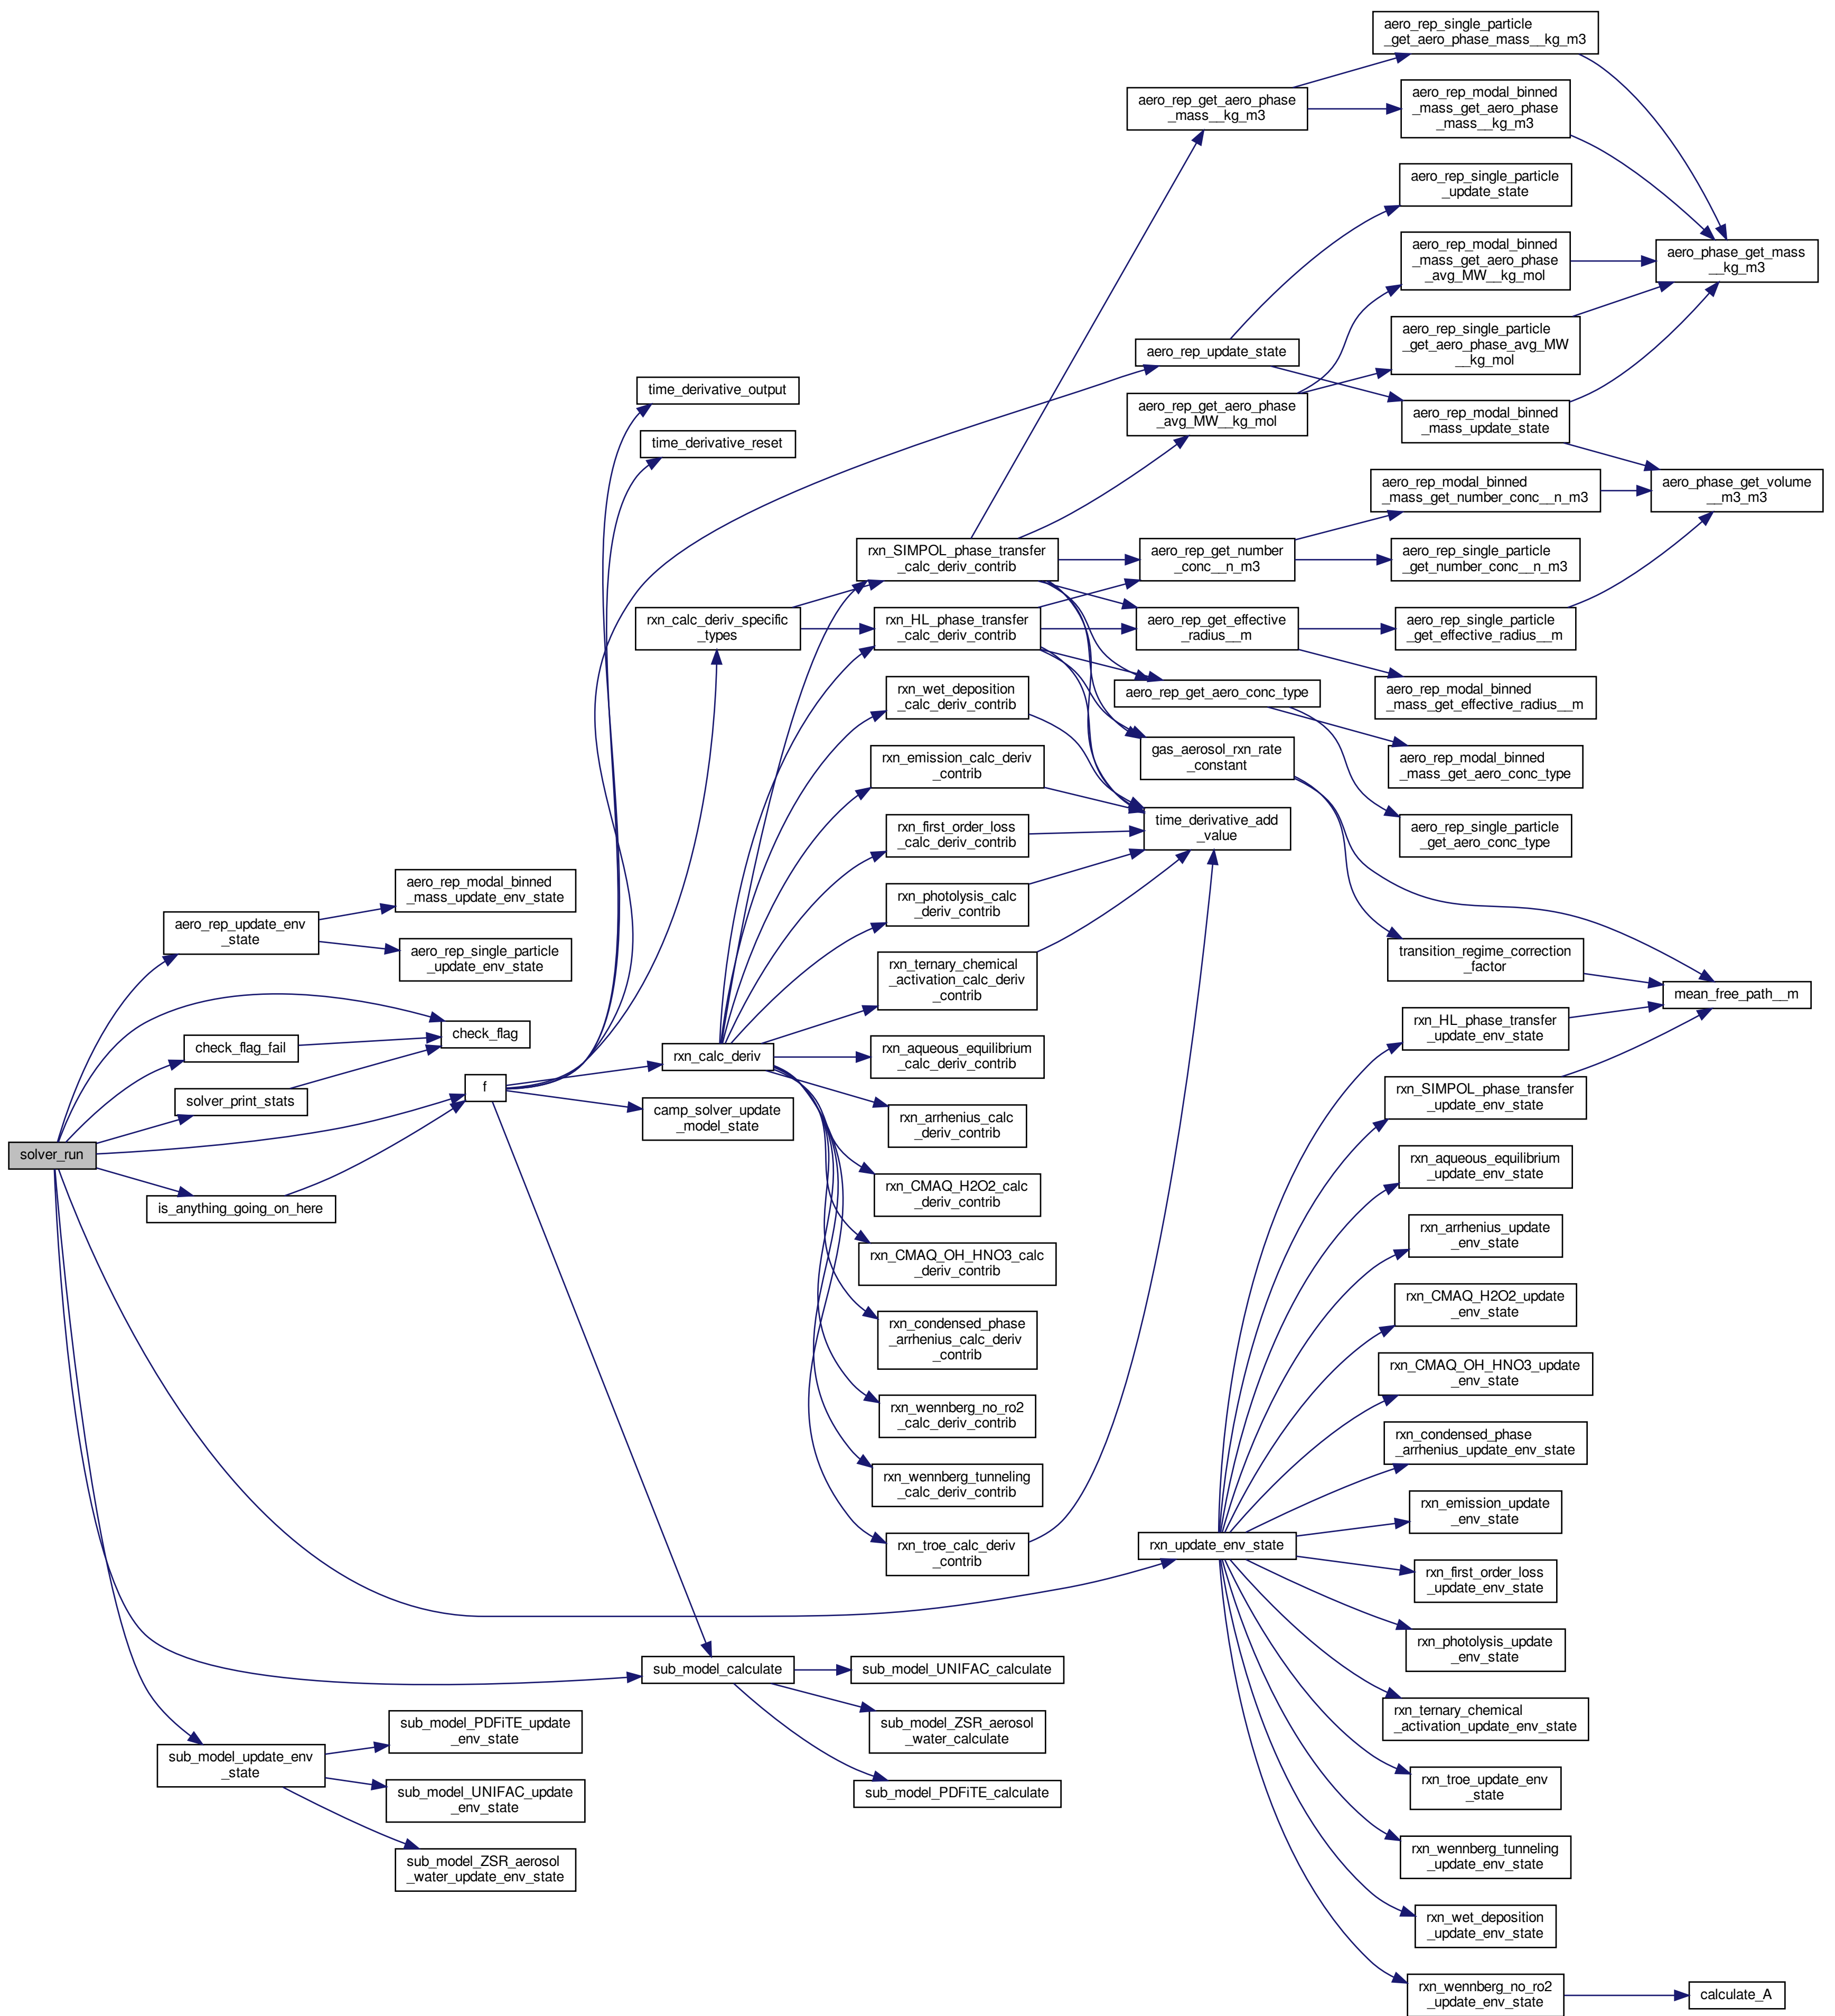 solver_run
aero_rep_update_env
_state
check_flag_fail
solver_print_stats
is_anything_going_on_here
sub_model_update_env
_state
aero_rep_modal_binned
_mass_update_env_state
aero_rep_single_particle
_update_env_state
check_flag
f
sub_model_PDFiTE_update
_env_state
sub_model_UNIFAC_update
_env_state
sub_model_ZSR_aerosol
_water_update_env_state
time_derivative_output
time_derivative_reset
rxn_calc_deriv_specific
_types
rxn_calc_deriv
camp_solver_update
_model_state
sub_model_calculate
rxn_SIMPOL_phase_transfer
_calc_deriv_contrib
rxn_HL_phase_transfer
_calc_deriv_contrib
rxn_wet_deposition
_calc_deriv_contrib
rxn_emission_calc_deriv
_contrib
rxn_first_order_loss
_calc_deriv_contrib
rxn_photolysis_calc
_deriv_contrib
rxn_ternary_chemical
_activation_calc_deriv
_contrib
rxn_aqueous_equilibrium
_calc_deriv_contrib
rxn_arrhenius_calc
_deriv_contrib
rxn_CMAQ_H2O2_calc
_deriv_contrib
rxn_CMAQ_OH_HNO3_calc
_deriv_contrib
rxn_condensed_phase
_arrhenius_calc_deriv
_contrib
rxn_wennberg_no_ro2
_calc_deriv_contrib
rxn_wennberg_tunneling
_calc_deriv_contrib
rxn_troe_calc_deriv
_contrib
sub_model_UNIFAC_calculate
sub_model_ZSR_aerosol
_water_calculate
sub_model_PDFiTE_calculate
aero_rep_get_aero_phase
_mass__kg_m3
aero_rep_update_state
aero_rep_get_aero_phase
_avg_MW__kg_mol
aero_rep_get_number
_conc__n_m3
aero_rep_get_effective
_radius__m
aero_rep_get_aero_conc_type
gas_aerosol_rxn_rate
_constant
time_derivative_add
_value
rxn_update_env_state
aero_rep_single_particle
_get_aero_phase_mass__kg_m3
aero_rep_modal_binned
_mass_get_aero_phase
_mass__kg_m3
aero_rep_single_particle
_update_state
aero_rep_modal_binned
_mass_get_aero_phase
_avg_MW__kg_mol
aero_rep_single_particle
_get_aero_phase_avg_MW
__kg_mol
aero_rep_modal_binned
_mass_update_state
aero_rep_modal_binned
_mass_get_number_conc__n_m3
aero_rep_single_particle
_get_number_conc__n_m3
aero_rep_single_particle
_get_effective_radius__m
aero_rep_modal_binned
_mass_get_effective_radius__m
aero_rep_modal_binned
_mass_get_aero_conc_type
aero_rep_single_particle
_get_aero_conc_type
transition_regime_correction
_factor
rxn_HL_phase_transfer
_update_env_state
rxn_SIMPOL_phase_transfer
_update_env_state
rxn_aqueous_equilibrium
_update_env_state
rxn_arrhenius_update
_env_state
rxn_CMAQ_H2O2_update
_env_state
rxn_CMAQ_OH_HNO3_update
_env_state
rxn_condensed_phase
_arrhenius_update_env_state
rxn_emission_update
_env_state
rxn_first_order_loss
_update_env_state
rxn_photolysis_update
_env_state
rxn_ternary_chemical
_activation_update_env_state
rxn_troe_update_env
_state
rxn_wennberg_tunneling
_update_env_state
rxn_wet_deposition
_update_env_state
rxn_wennberg_no_ro2
_update_env_state
aero_phase_get_mass
__kg_m3
aero_phase_get_volume
__m3_m3
mean_free_path__m
calculate_A